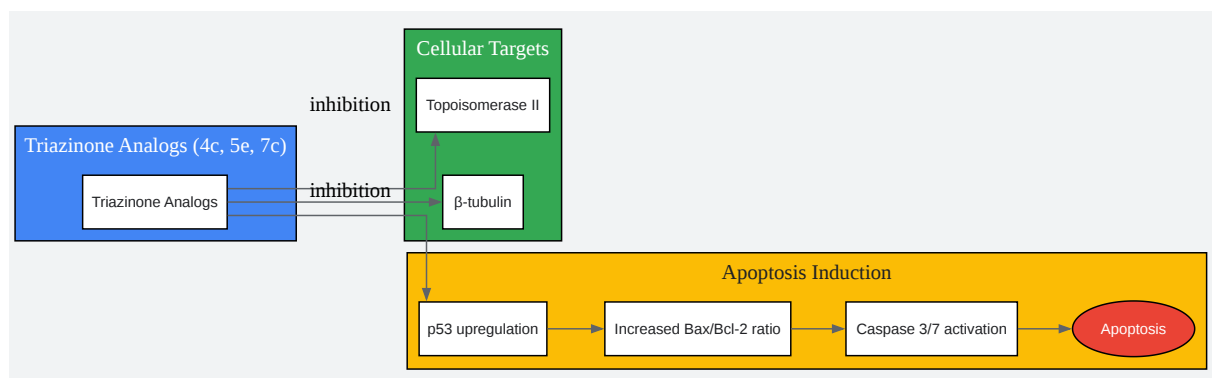 Cellular Targets
inhibition
Topoisomerase II
Triazinone Analogs (4c, 5e, 7c)
Triazinone Analogs
inhibition
β-tubulin
Apoptosis Induction
p53 upregulation
Increased Bax/Bcl-2 ratio
Caspase 3/7 activation
Apoptosis